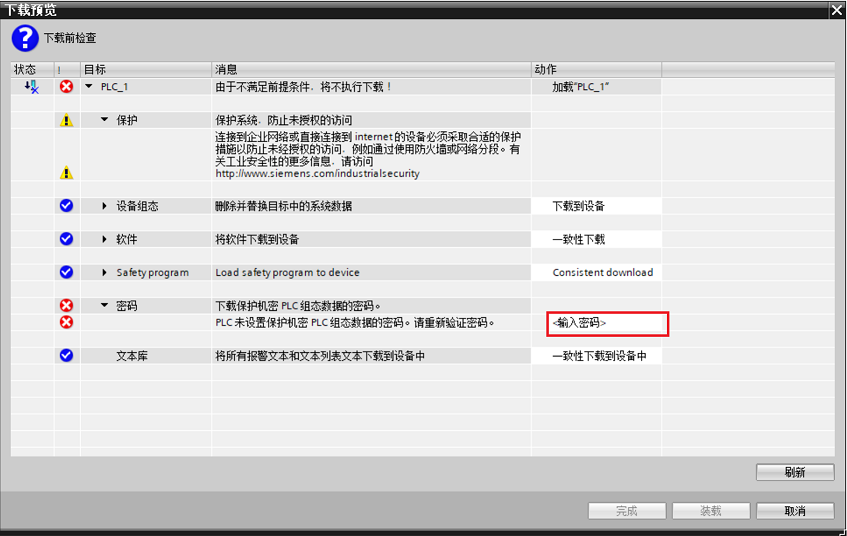 下载预览
下载前检查
状态 ! 目标 消息 动作
PLC_1 由于不满足前提条件，将不执行下载！ 加载“PLC_1”
保护 保护系统，防止未授权的访问
连接到企业网络或直接连接到 internet 的设备必须采取合适的保护
措施以防止未经授权的访问，例如通过使用防火墙或网络分段。有
关工业安全性的更多信息，请访问
http://www.siemens.com/industrialsecurity
设备组态 删除并替换目标中的系统数据 下载到设备
软件 将软件下载到设备 一致性下载
Safety program Load safety program to device Consistent download
密码 下载保护机密 PLC 组态数据的密码。
PLC 未设置保护机密 PLC 组态数据的密码。请重新验证密码。 <输入密码>
文本库 将所有报警文本和文本列表文本下载到设备中 一致性下载到设备中
刷新
完成 装载 取消